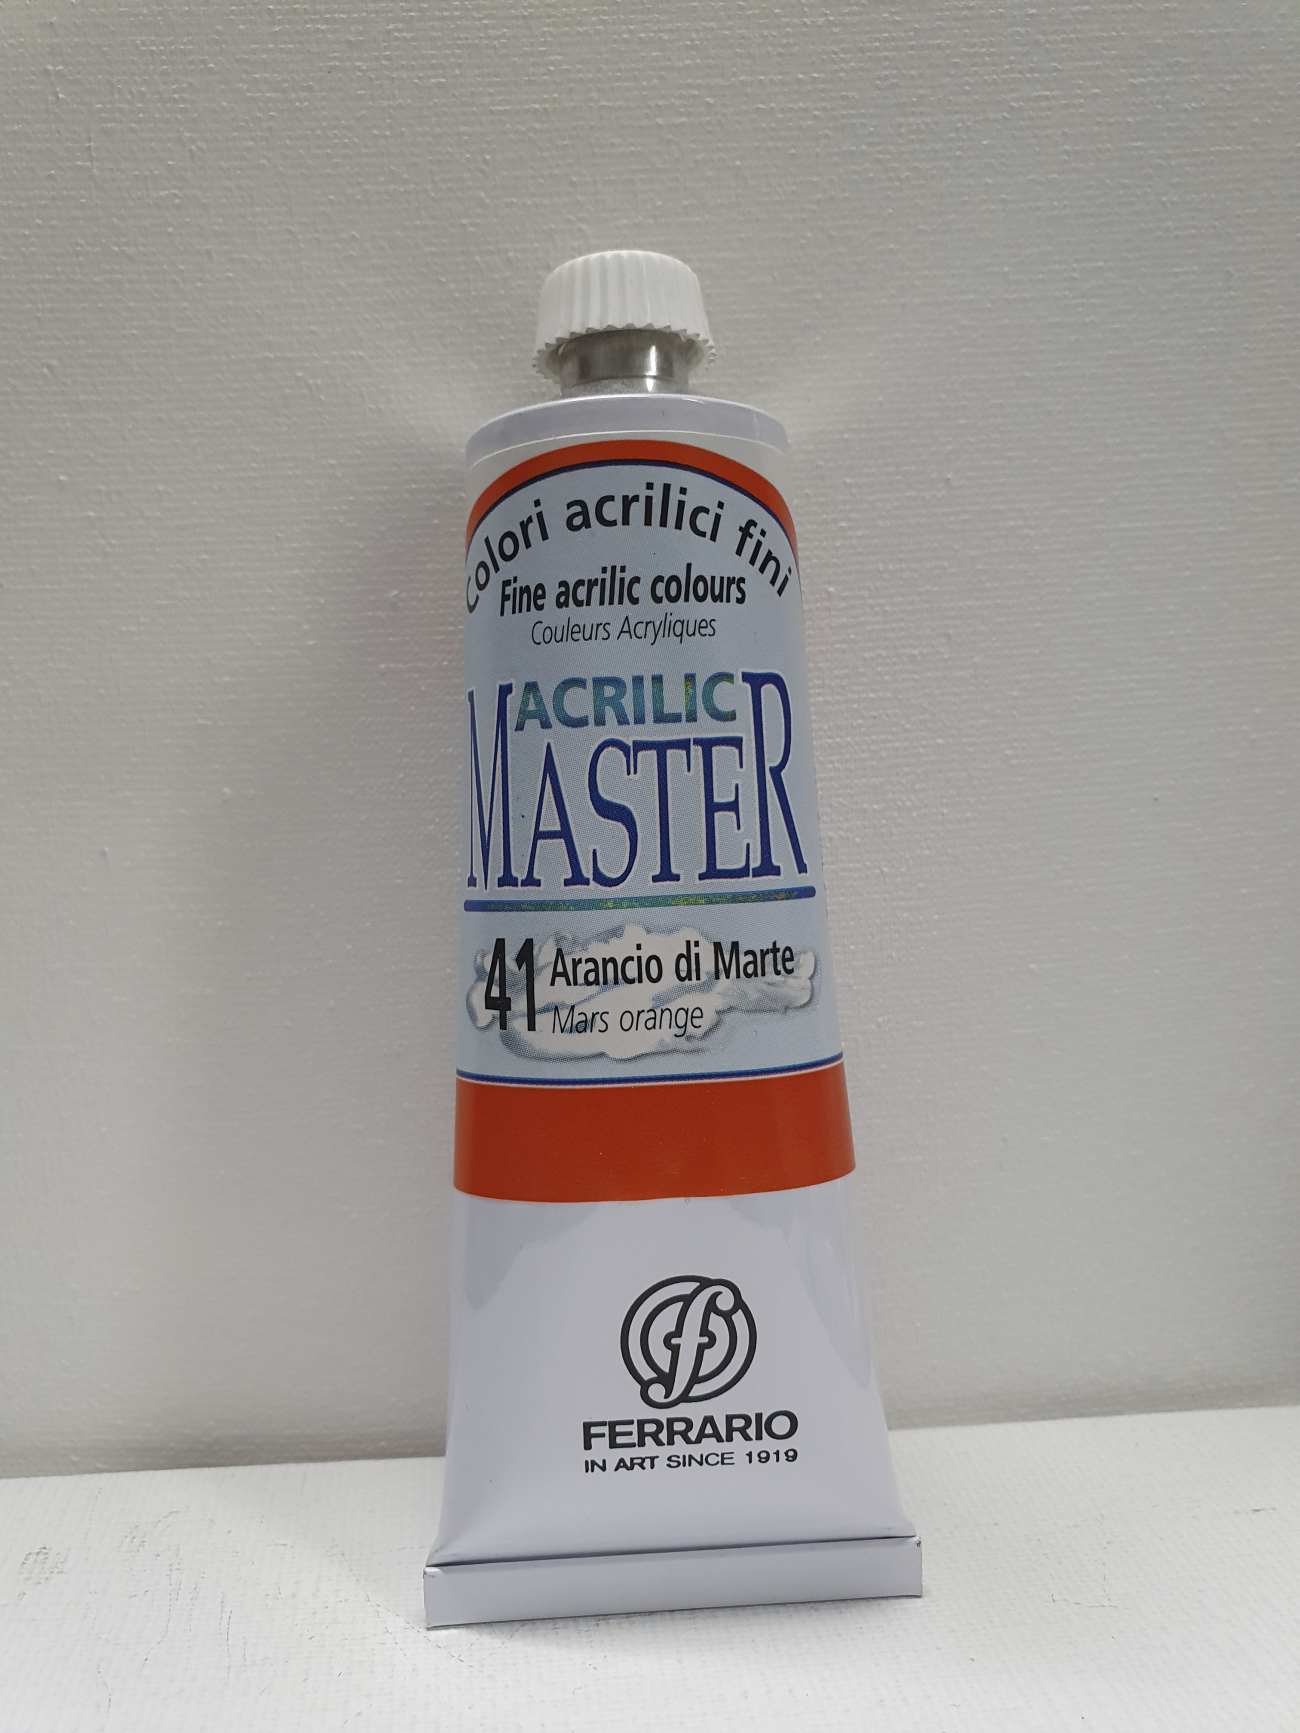 Colori acrilici fini
Fine acrilic colours
Couleurs Acryliques
ACRILIC
MASTER
41 Arancio di Marte
Mars orange
FERRARIO
IN ART SINCE 1919